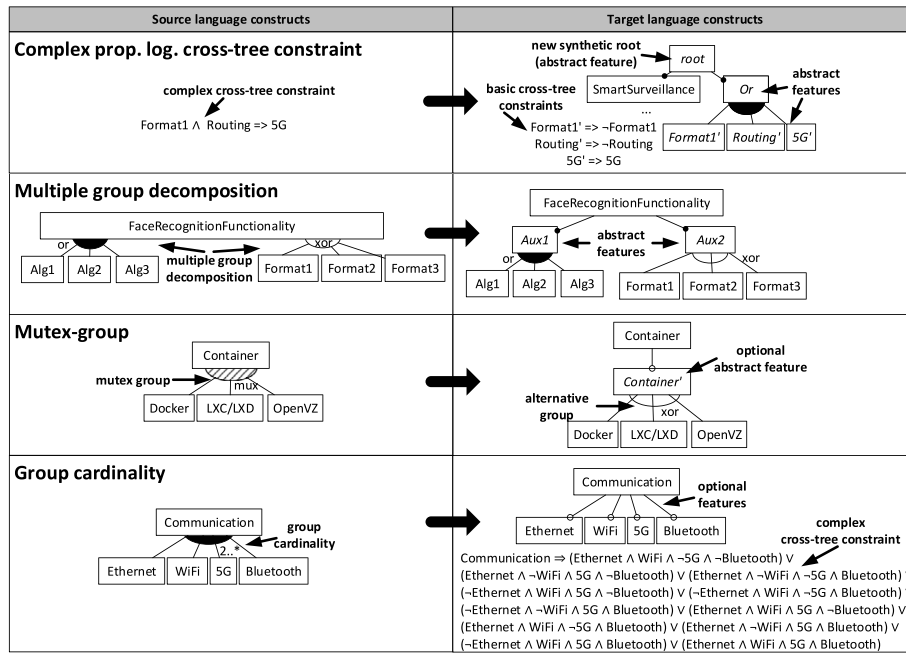 Source language constructs
Target language constructs
Complex prop. log. cross-tree constraint
complex cross-tree constraint
Format1 ∧ Routing => 5G
new synthetic root
(abstract feature)
root
SmartSurveillance
Or
abstract
features
basic cross-tree
constraints
...
Format1' => ¬Format1
Routing' => ¬Routing
5G' => 5G
Format1'
Routing'
5G'
Multiple group decomposition
FaceRecognitionFunctionality
or
xor
multiple group
decomposition
Alg1
Alg2
Alg3
Format1
Format2
Format3
FaceRecognitionFunctionality
Aux1
abstract
features
Aux2
or
xor
Alg1
Alg2
Alg3
Format1
Format2
Format3
Mutex-group
Container
mutex group
mux
Docker
LXC/LXD
OpenVZ
Container
optional
abstract feature
Container'
alternative
group
xor
Docker
LXC/LXD
OpenVZ
Group cardinality
Communication
group
cardinality
2..*
Ethernet
WiFi
5G
Bluetooth
Communication
optional
features
Ethernet
WiFi
5G
Bluetooth
complex
cross-tree constraint
Communication ⇒ (Ethernet ∧ WiFi ∧ ¬5G ∧ ¬Bluetooth) ∨
(Ethernet ∧ ¬WiFi ∧ 5G ∧ ¬Bluetooth) ∨ (Ethernet ∧ ¬WiFi ∧ ¬5G ∧ Bluetooth) ∨
(¬Ethernet ∧ WiFi ∧ 5G ∧ ¬Bluetooth) ∨ (¬Ethernet ∧ WiFi ∧ ¬5G ∧ Bluetooth) ∨
(¬Ethernet ∧ ¬WiFi ∧ 5G ∧ Bluetooth) ∨ (Ethernet ∧ WiFi ∧ 5G ∧ ¬Bluetooth) ∨
(Ethernet ∧ WiFi ∧ ¬5G ∧ Bluetooth) ∨ (Ethernet ∧ ¬WiFi ∧ 5G ∧ Bluetooth) ∨
(¬Ethernet ∧ WiFi ∧ 5G ∧ Bluetooth) ∨ (Ethernet ∧ WiFi ∧ 5G ∧ Bluetooth)